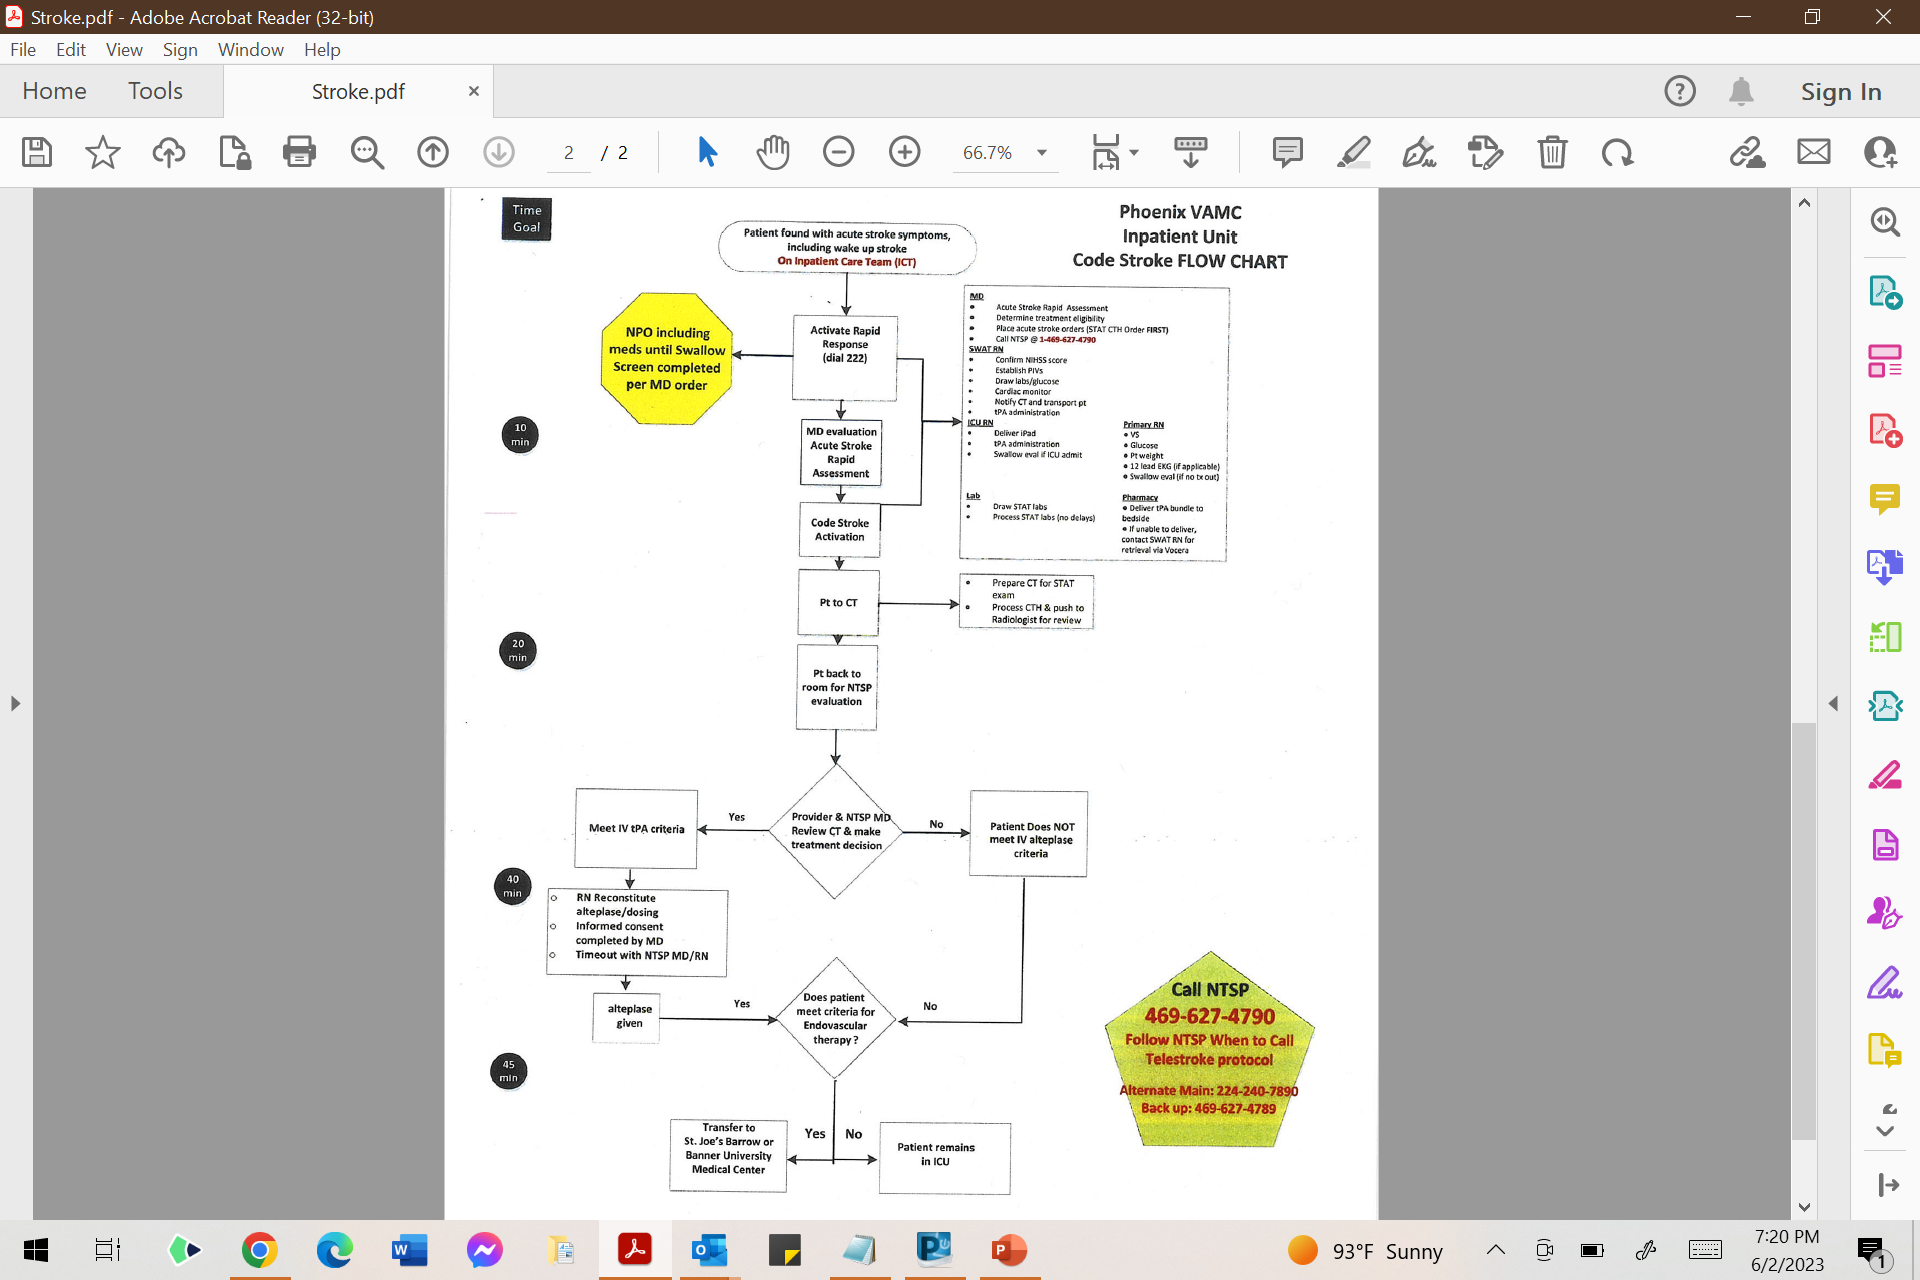 Stroke.pdf - Adobe Acrobat Reader (32-bit)
File Edit View Sign Window Help
Home Tools Stroke.pdf × Sign In
2 / 2 66.7%
Time
Goal
Phoenix VAMC
Inpatient Unit
Code Stroke FLOW CHART
Patient found with acute stroke symptoms,
including wake up stroke
On Inpatient Care Team (ICT)
NPO including
meds until Swallow
Screen completed
per MD order
Activate Rapid
Response
(dial 222)
MD
• Acute Stroke Rapid Assessment
• Determine treatment eligibility
• Place acute stroke orders (STAT CTH Order FIRST)
• Call NTSP @ 1-469-627-4790
SWAT RN
• Confirm NIHSS score
• Establish PIVs
• Draw labs/glucose
• Cardiac monitor
• Notify CT and transport pt
• tPA administration
ICU RN
• Deliver iPad
• tPA administration
• Swallow eval if ICU admit
Primary RN
• VS
• Glucose
• Pt weight
• 12 lead EKG (if applicable)
• Swallow eval (if no tx out)
Lab
• Draw STAT labs
• Process STAT labs (no delays)
Pharmacy
• Deliver tPA bundle to
bedside
• If unable to deliver,
contact SWAT RN for
retrieval via Vocera
10
min
MD evaluation
Acute Stroke
Rapid
Assessment
Code Stroke
Activation
Pt to CT
• Prepare CT for STAT
exam
• Process CTH & push to
Radiologist for review
20
min
Pt back to
room for NTSP
evaluation
Meet IV tPA criteria
Yes
Provider & NTSP MD
Review CT & make
treatment decision
No
Patient Does NOT
meet IV alteplase
criteria
40
min
○ RN Reconstitute
alteplase/dosing
○ Informed consent
completed by MD
○ Timeout with NTSP MD/RN
alteplase
given
Yes
Does patient
meet criteria for
Endovascular
therapy?
No
45
min
Call NTSP
469-627-4790
Follow NTSP When to Call
Telestroke protocol
Alternate Main: 224-240-7890
Back up: 469-627-4789
Transfer to
St. Joe's Barrow or
Banner University
Medical Center
Yes No
Patient remains
in ICU
93°F Sunny
7:20 PM
6/2/2023
1